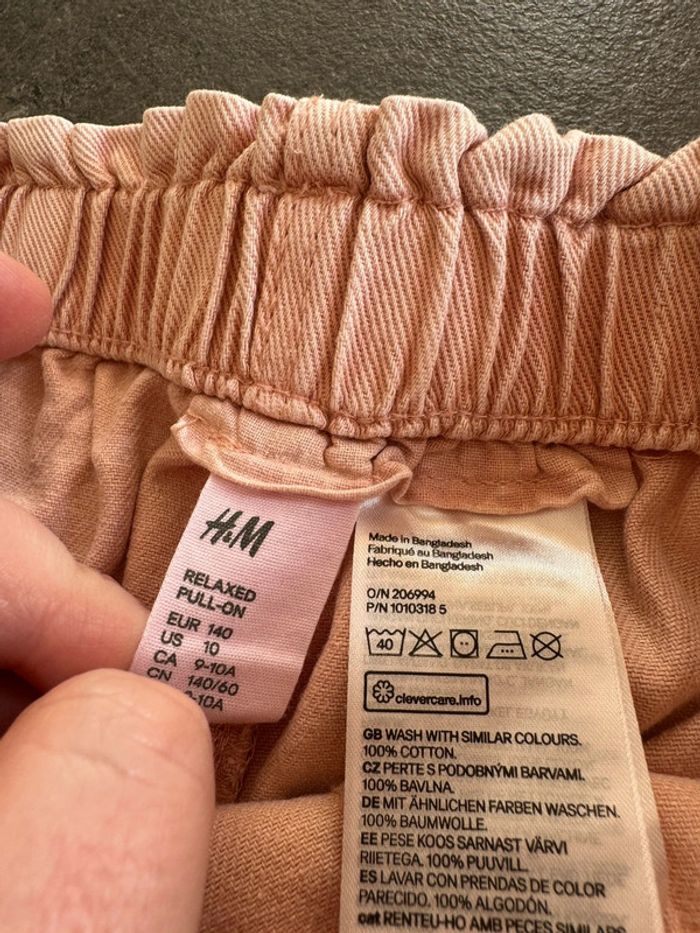 H&M
RELAXED
PULL-ON
EUR 140
US 10
CA 9-10A
CN 140/60
-10A
Made in Bangladesh
Fabriqué au Bangladesh
Hecho en Bangladesh
O/N 206994
P/N 1010318 5
40
clevercare.info
GB WASH WITH SIMILAR COLOURS.
100% COTTON.
CZ PERTE S PODOBNÝMI BARVAMI.
100% BAVLNA.
DE MIT ÄHNLICHEN FARBEN WASCHEN.
100% BAUMWOLLE.
EE PESE KOOS SARNAST VÄRVI
RIIETEGA. 100% PUUVILL.
ES LAVAR CON PRENDAS DE COLOR
PARECIDO. 100% ALGODÓN.
cat RENTEU-HO AMB PECES SIMILARS